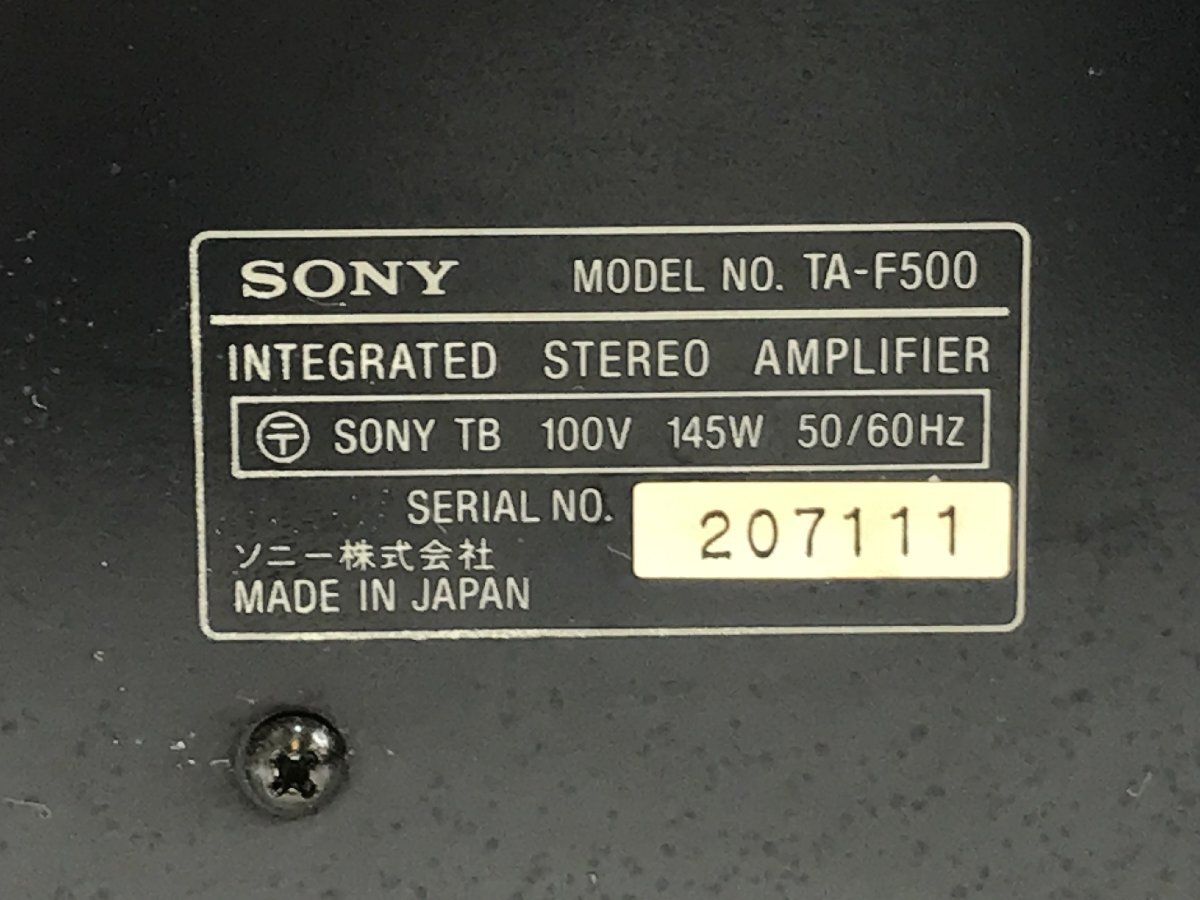 SONY MODEL NO. TA-F500
INTEGRATED STEREO AMPLIFIER
〒 SONY TB 100V 145W 50/60Hz
SERIAL NO. 207111
ソニー株式会社
MADE IN JAPAN